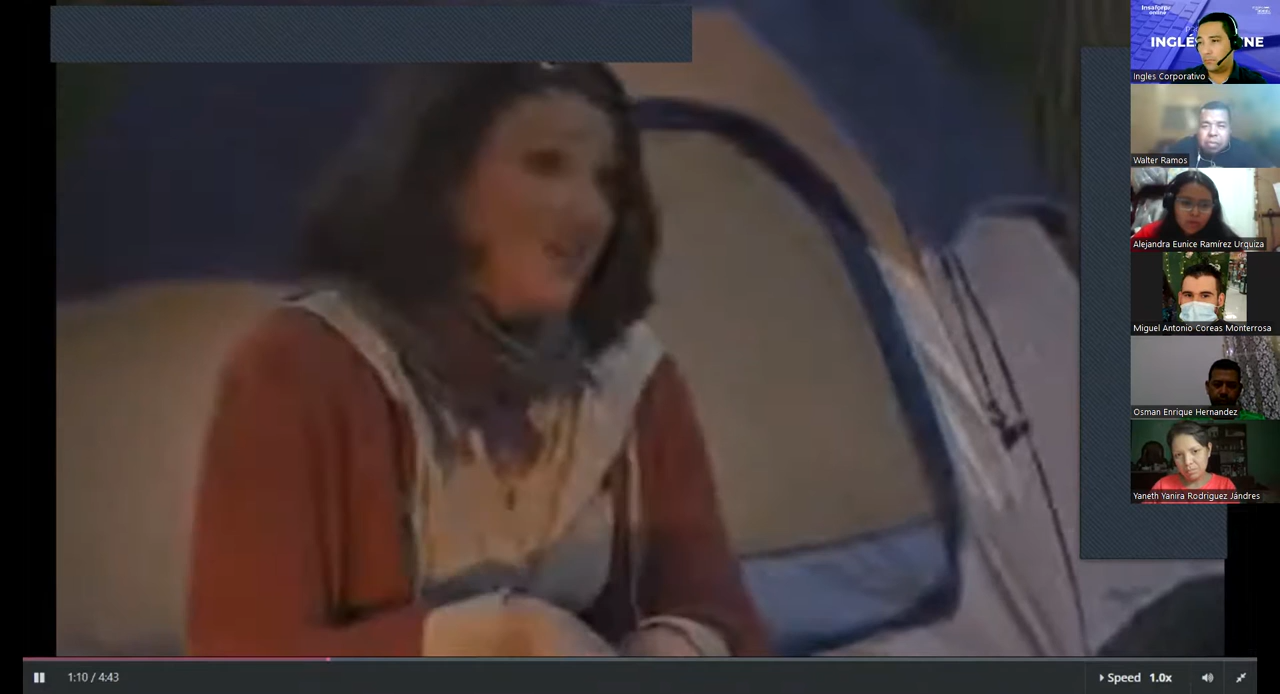 Insaforp
online
INGLÉS
NE
Ingles Corporativo
Walter Ramos
Alejandra Eunice Ramírez Urquiza
Miguel Antonio Coreas Monterrosa
Osman Enrique Hernandez
Yaneth Yanira Rodriguez Jándres
1:10 / 4:43
Speed 1.0x